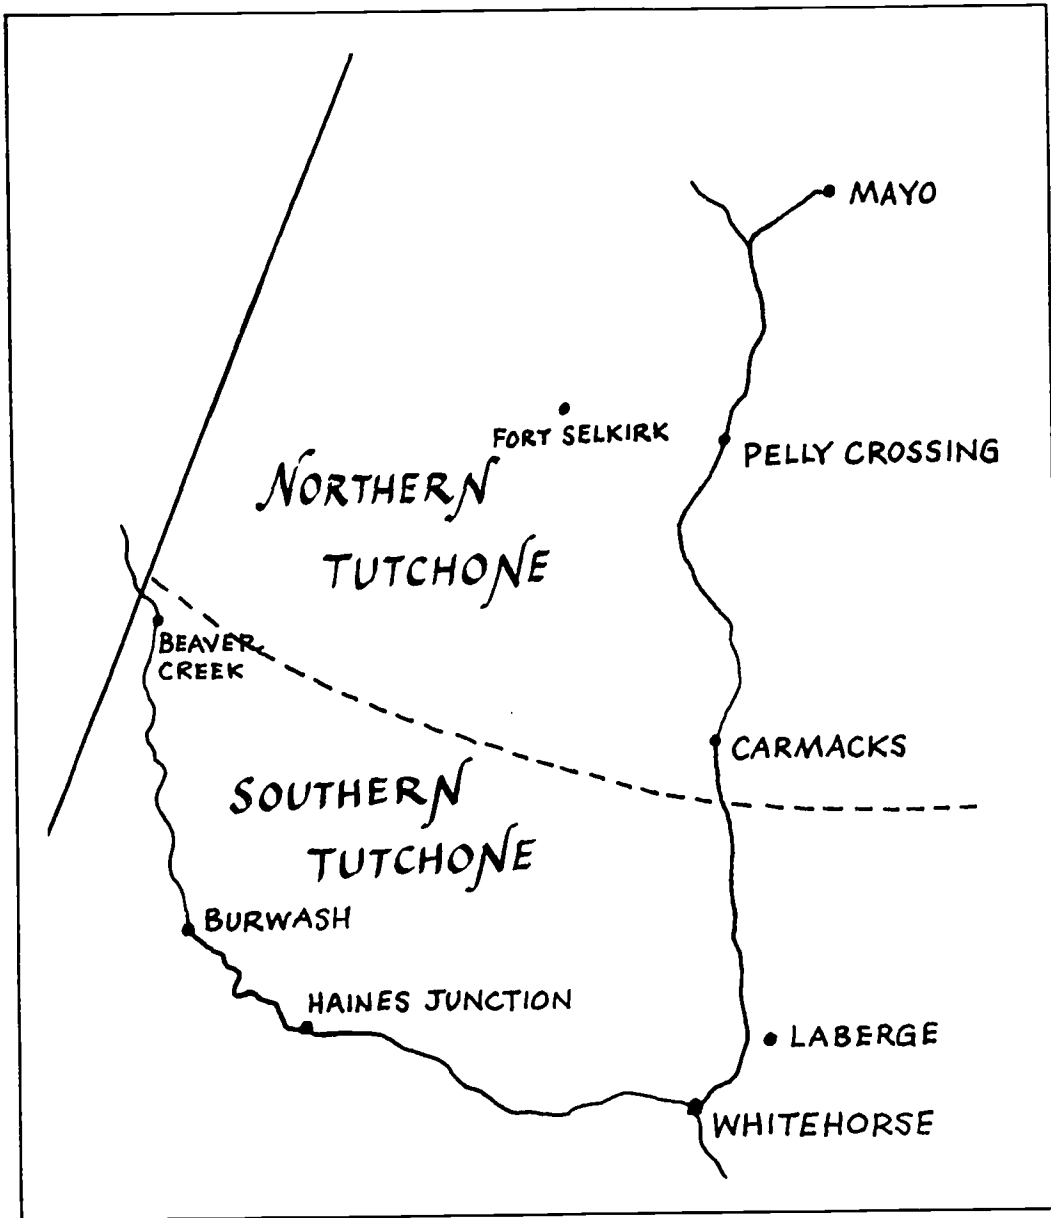 MAYO
FORT SELKIRK
PELLY CROSSING
NORTHERN
TUTCHONE
BEAVER
CREEK
CARMACKS
SOUTHERN
TUTCHONE
BURWASH
HAINES JUNCTION
LABERGE
WHITEHORSE